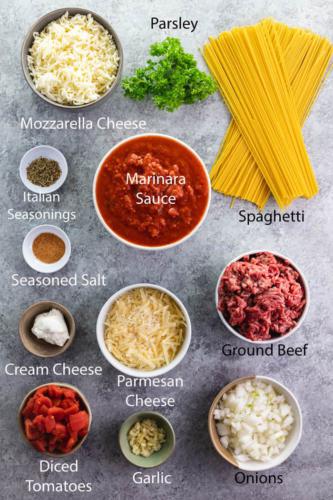 Parsley
Mozzarella Cheese
Italian
Seasonings
Marinara
Sauce
Spaghetti
Seasoned Salt
Cream Cheese
Parmesan
Cheese
Ground Beef
Diced
Tomatoes
Garlic
Onions